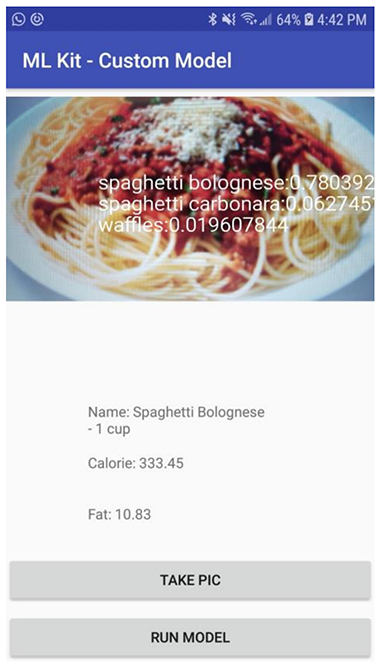 64% 4:42 PM
ML Kit - Custom Model
spaghetti bolognese:0.780392
spaghetti carbonara:0.062745
waffles:0.019607844
Name: Spaghetti Bolognese
- 1 cup
Calorie: 333.45
Fat: 10.83
TAKE PIC
RUN MODEL